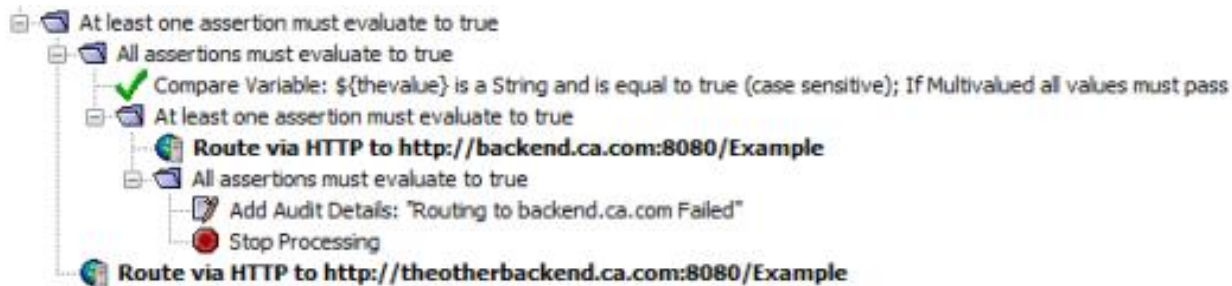 At least one assertion must evaluate to true
All assertions must evaluate to true
Compare Variable: ${thevalue} is a String and is equal to true (case sensitive); If Multivalued all values must pass
At least one assertion must evaluate to true
Route via HTTP to http://backend.ca.com:8080/Example
All assertions must evaluate to true
Add Audit Details: "Routing to backend.ca.com Failed"
Stop Processing
Route via HTTP to http://theotherbackend.ca.com:8080/Example